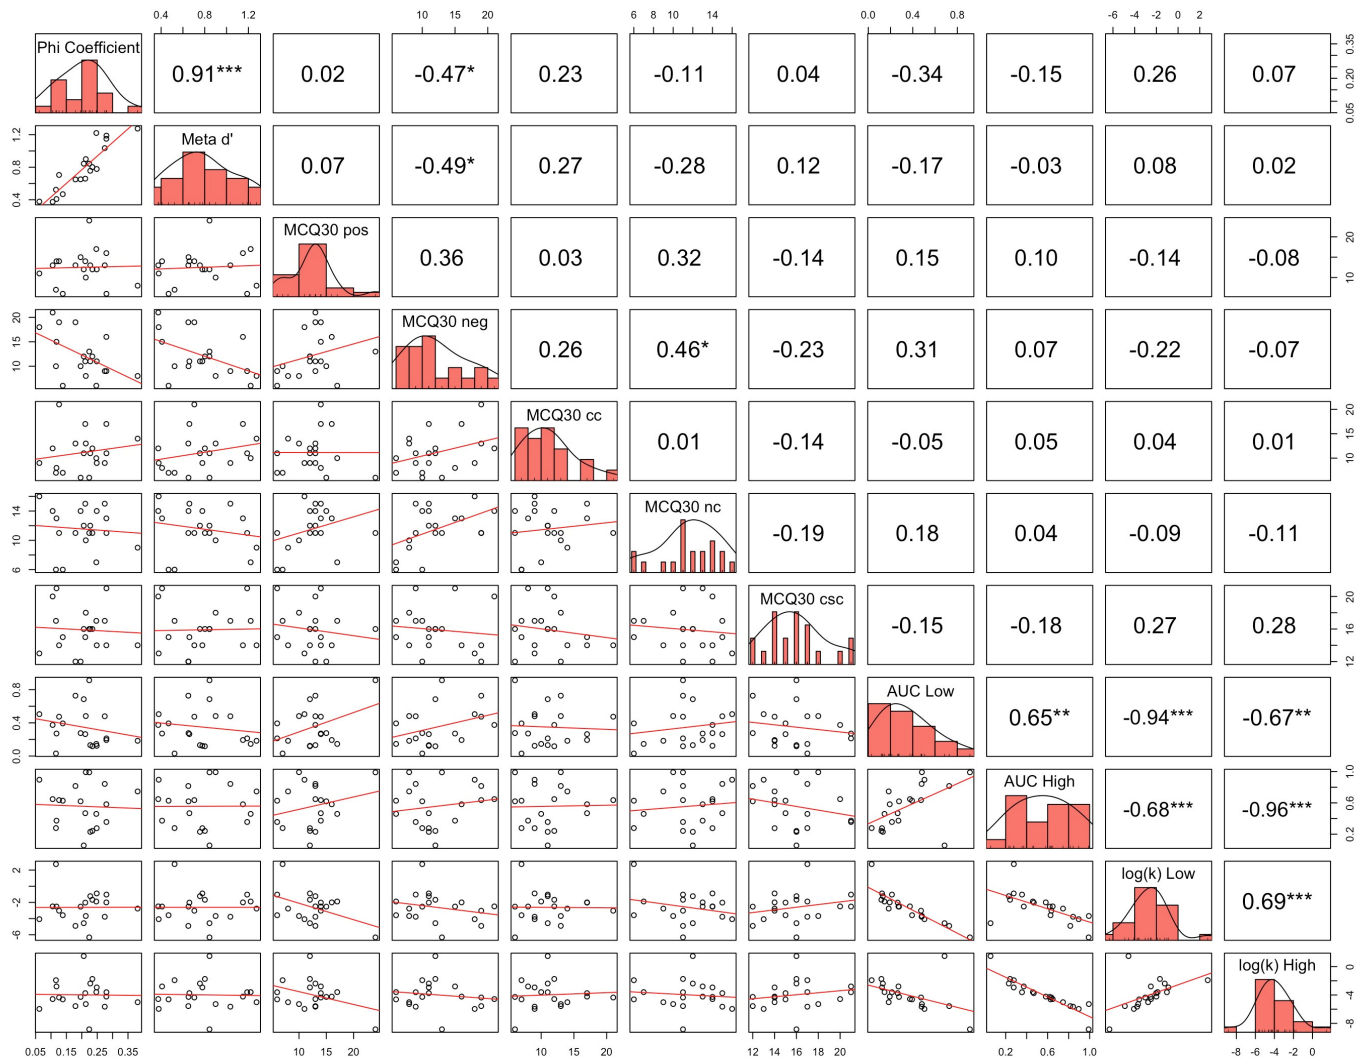 0.4 0.8 1.2 10 15 20 6 8 10 14 0.0 0.4 0.8 -6 -4 -2 0 2
Phi Coefficient 0.91*** 0.02 -0.47* 0.23 -0.11 0.04 -0.34 -0.15 0.26 0.07 0.05 0.20 0.35
0.4 0.8 1.2 Meta d' 0.07 -0.49* 0.27 -0.28 0.12 -0.17 -0.03 0.08 0.02
MCQ30 pos 0.36 0.03 0.32 -0.14 0.15 0.10 -0.14 -0.08 10 20
10 15 20 MCQ30 neg 0.26 0.46* -0.23 0.31 0.07 -0.22 -0.07
MCQ30 cc 0.01 -0.14 -0.05 0.05 0.04 0.01 10 15 20
6 10 14 MCQ30 nc -0.19 0.18 0.04 -0.09 -0.11
MCQ30 csc -0.15 -0.18 0.27 0.28 12 16 20
0.0 0.4 0.8 AUC Low 0.65** -0.94*** -0.67**
AUC High -0.68*** -0.96*** 0.2 0.6 1.0
-6 -2 2 log(k) Low 0.69***
log(k) High -8 -4 0
0.05 0.15 0.25 0.35 10 20 10 15 20 12 14 16 18 20 0.2 0.6 1.0 -8 -6 -4 -2 0